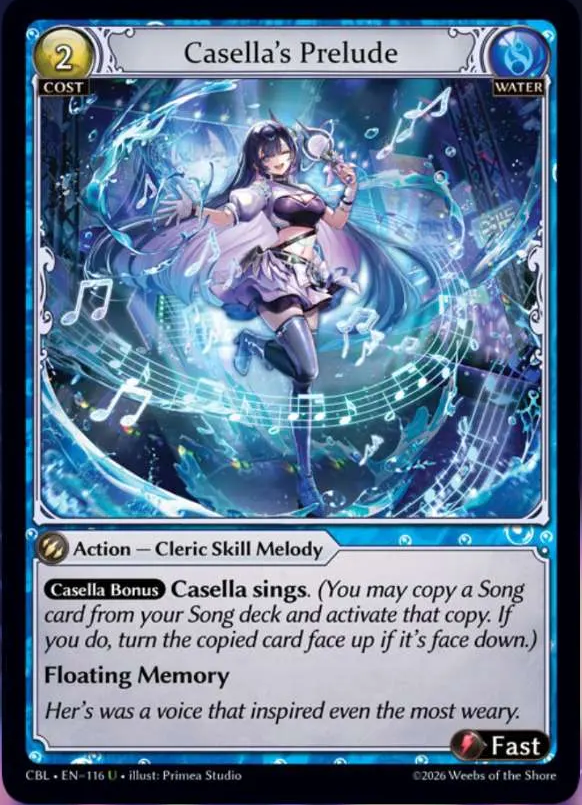 2
Casella's Prelude
COST
WATER
Action — Cleric Skill Melody
Casella Bonus Casella sings. (You may copy a Song
card from your Song deck and activate that copy. If
you do, turn the copied card face up if it's face down.)
Floating Memory
Her's was a voice that inspired even the most weary.
Fast
CBL • EN-116 U • illust: Primea Studio
©2026 Weebs of the Shore